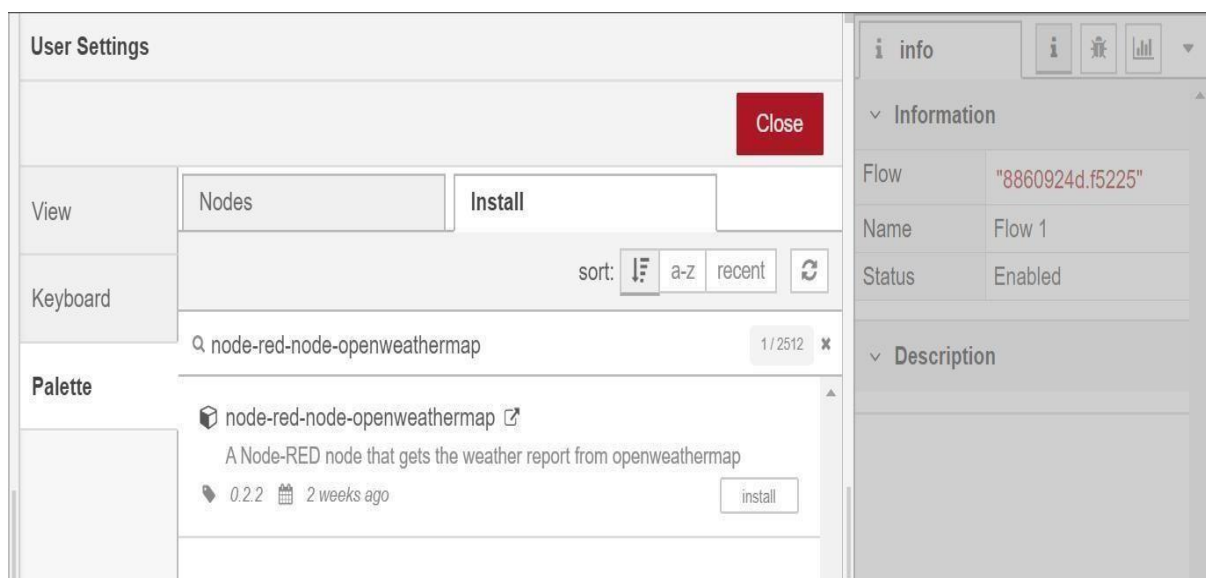 User Settings
Close
View
Keyboard
Palette
Nodes
Install
sort:
a-z
recent
node-red-node-openweathermap
1 / 2512
node-red-node-openweathermap
A Node-RED node that gets the weather report from openweathermap
0.2.2
2 weeks ago
install
i info
i
Information
Flow "8860924d.f5225"
Name Flow 1
Status Enabled
Description